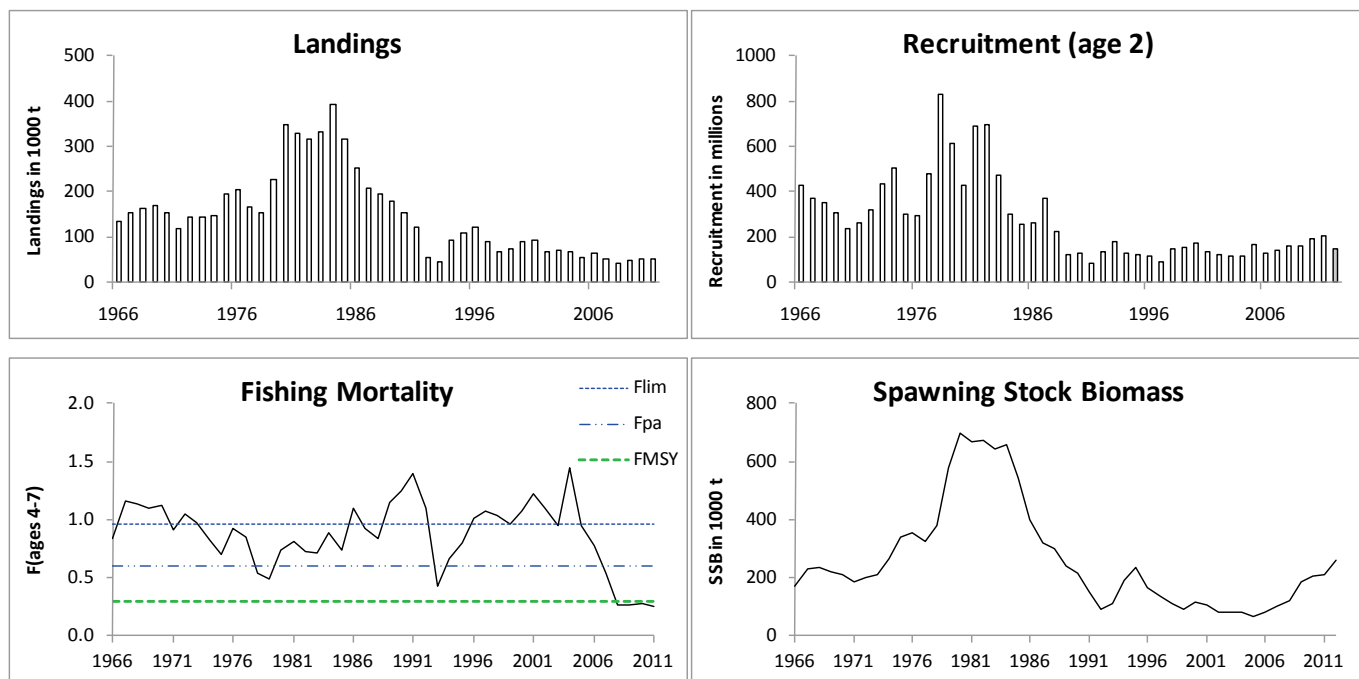 Landings
500
400
300
200
100
0
Landings in 1000 t
1966 1976 1986 1996 2006
Recruitment (age 2)
1000
800
600
400
200
0
Recruitment in millions
1966 1976 1986 1996 2006
Fishing Mortality
Flim
Fpa
FMSY
2.0
1.5
1.0
0.5
0.0
F(ages 4-7)
1966 1971 1976 1981 1986 1991 1996 2001 2006 2011
Spawning Stock Biomass
800
600
400
200
0
SSB in 1000 t
1966 1971 1976 1981 1986 1991 1996 2001 2006 2011